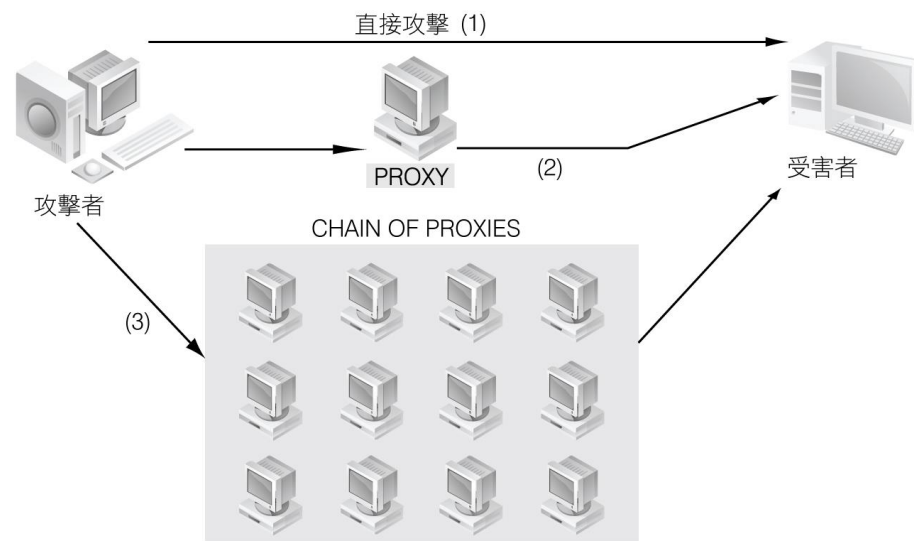 直接攻擊 (1)
PROXY
(2)
受害者
攻擊者
CHAIN OF PROXIES
(3)